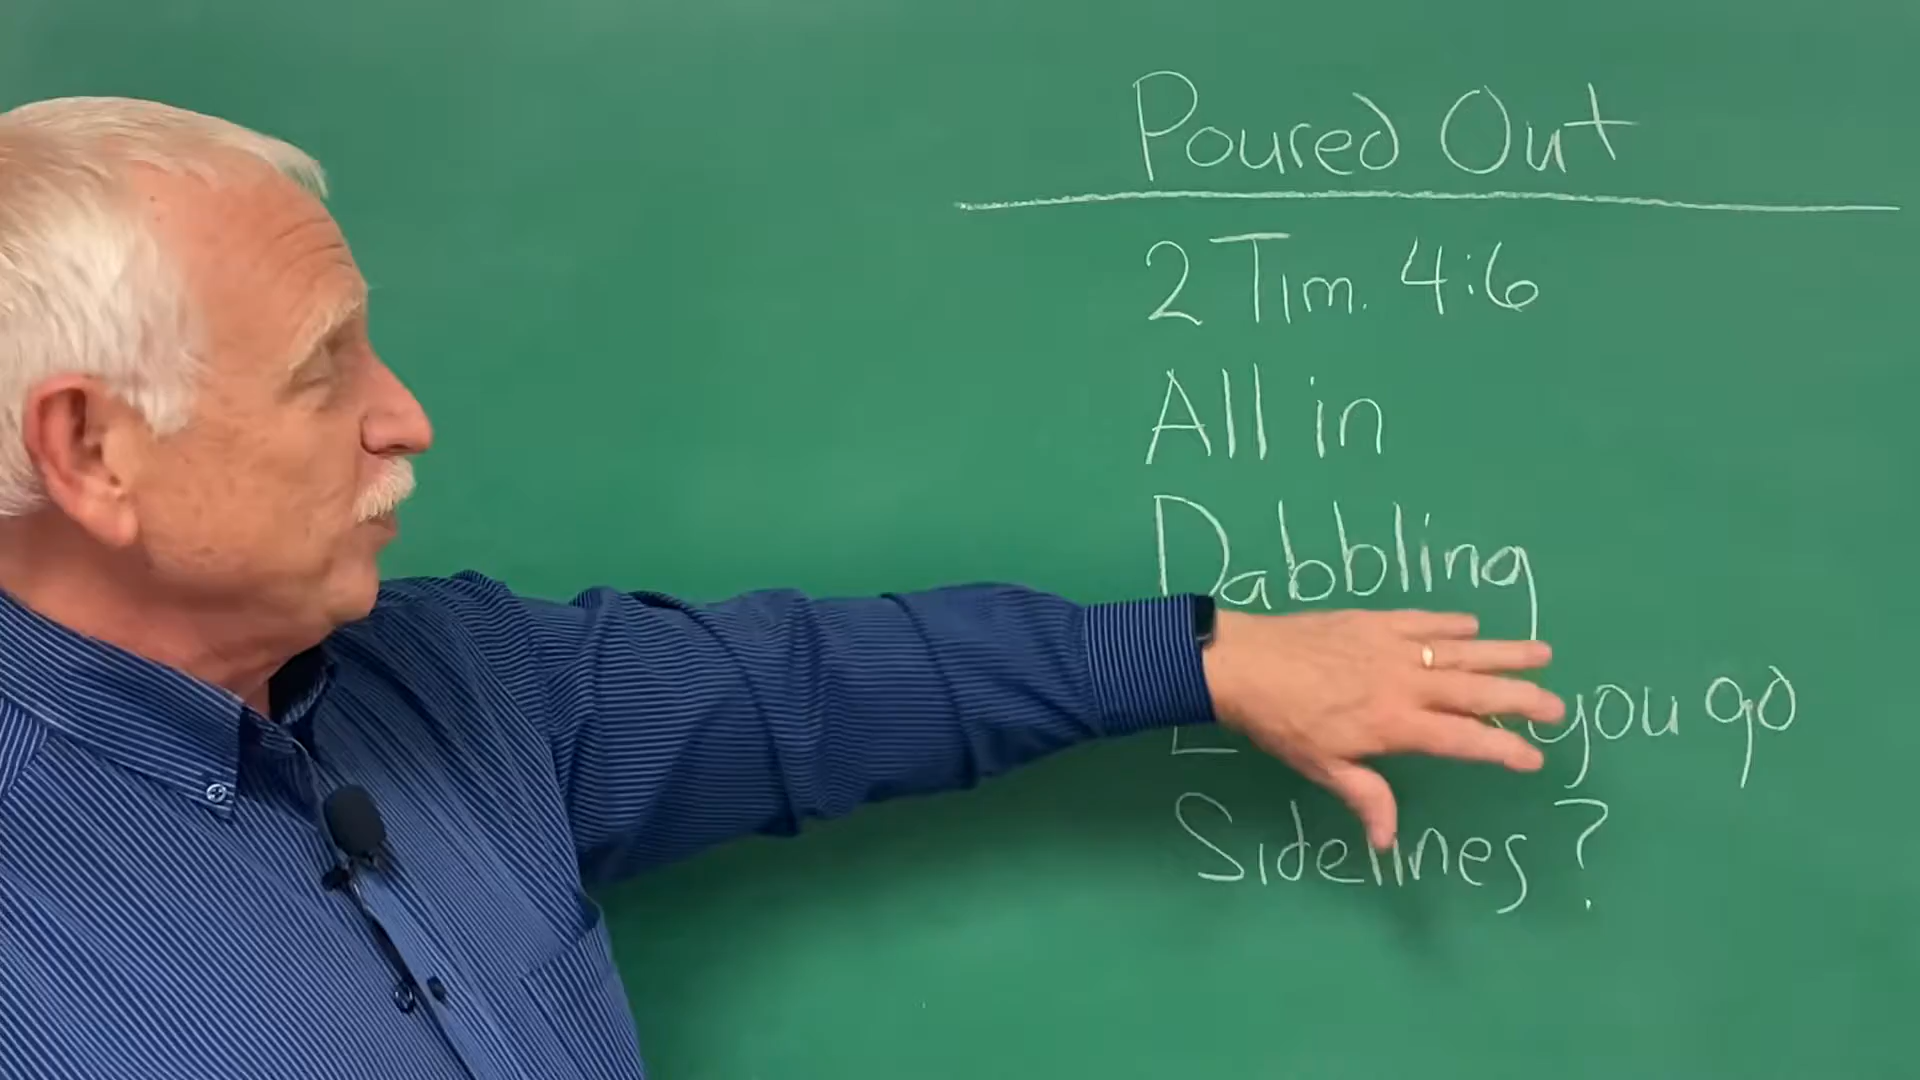 Poured Out
2 Tim. 4:6
All in
Dabbling
you go
Sidelines?